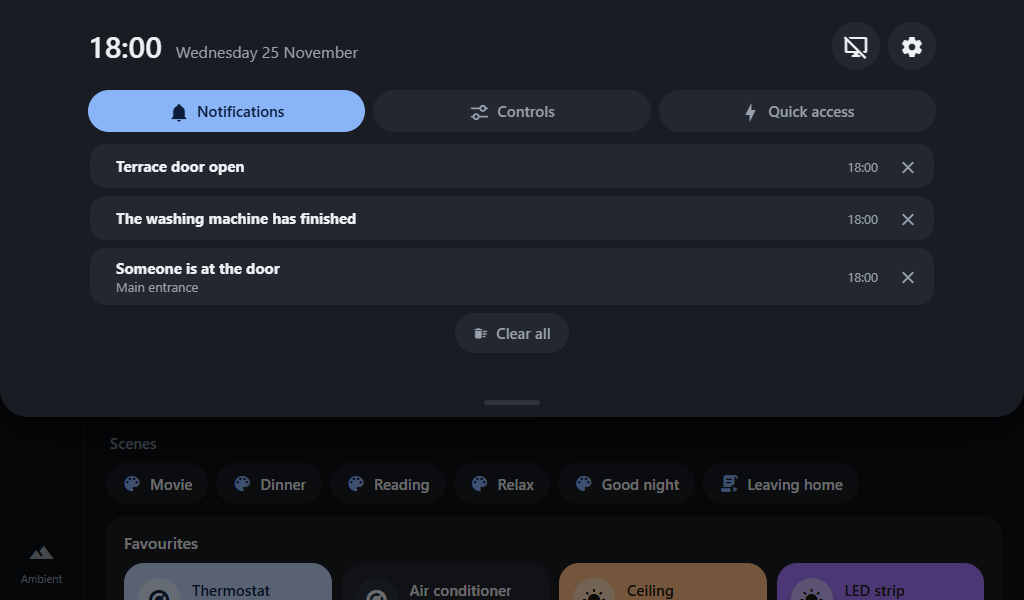 18:00 Wednesday 25 November
Notifications Controls Quick access
Terrace door open 18:00
The washing machine has finished 18:00
Someone is at the door 18:00
Main entrance
Clear all
Scenes
Movie Dinner Reading Relax Good night Leaving home
Favourites
Ambient
Thermostat Air conditioner Ceiling LED strip